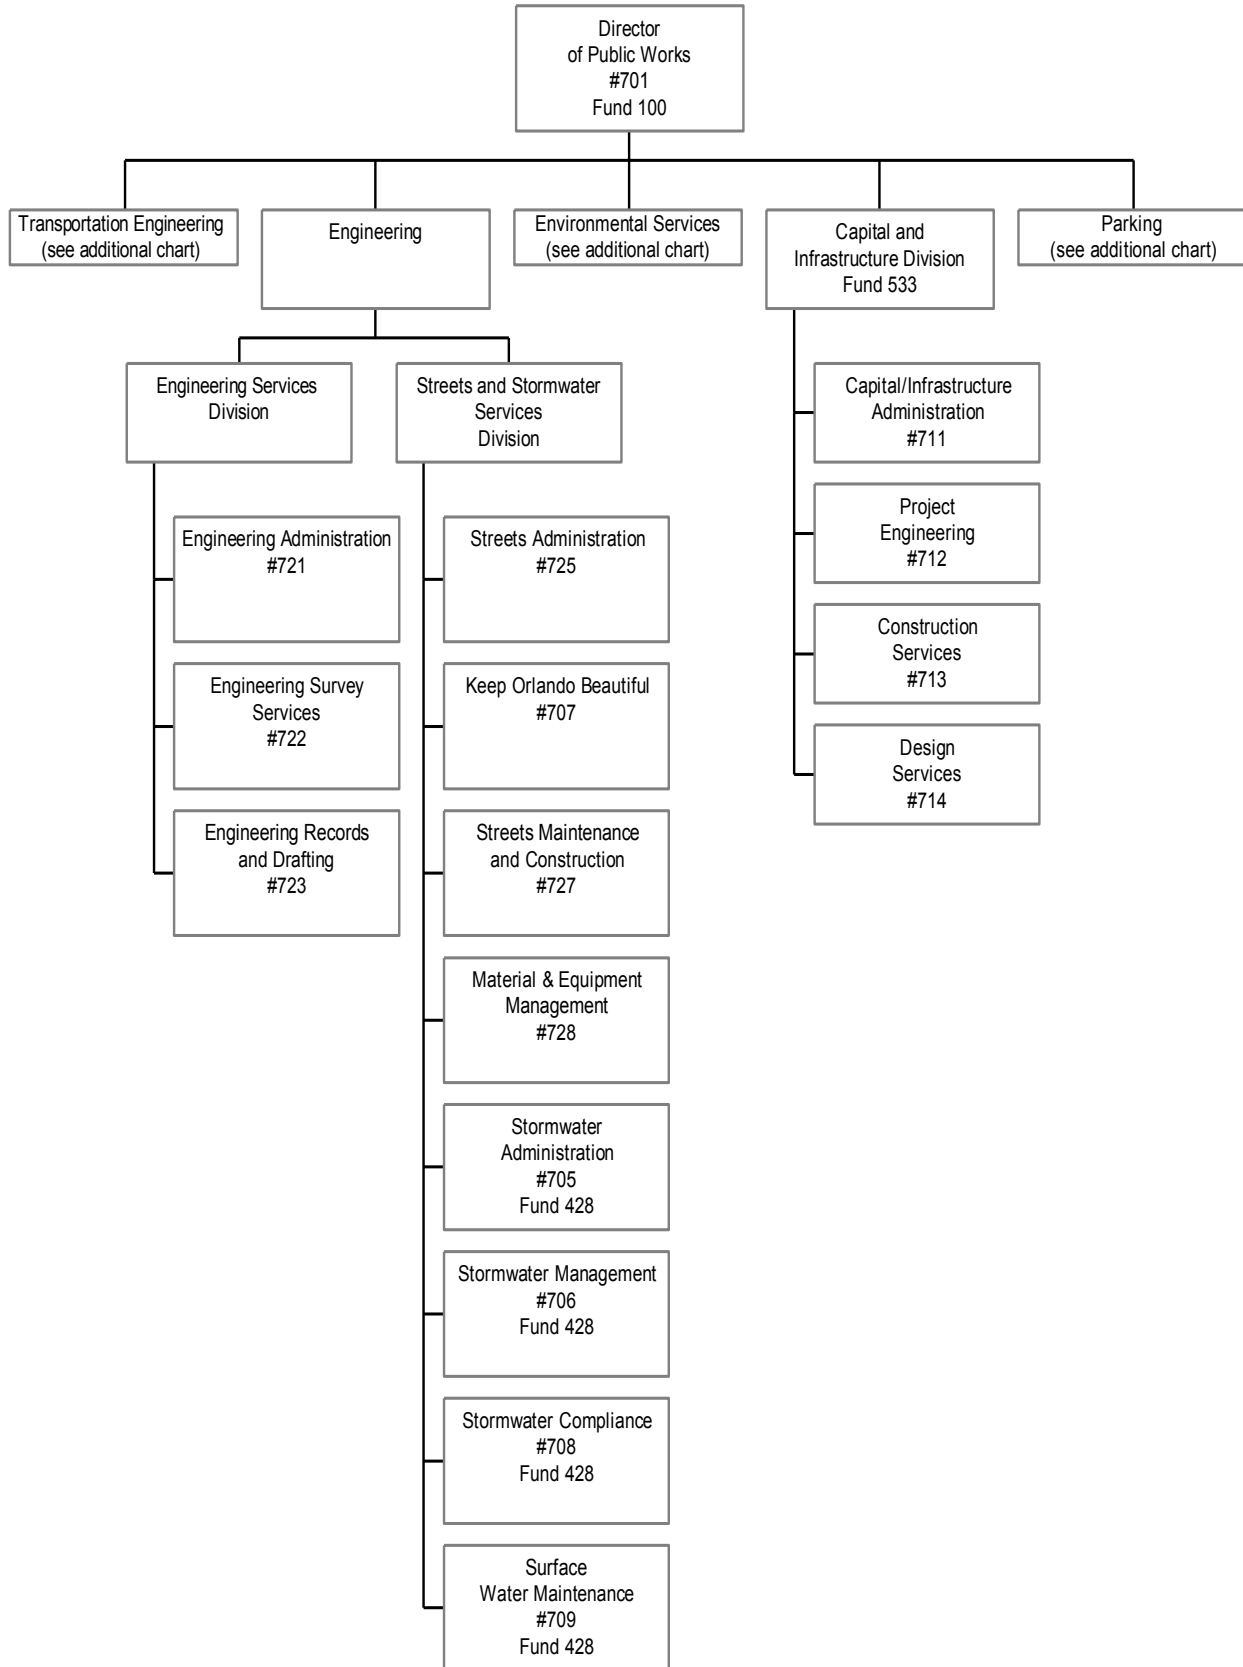 Director
of Public Works
#701
Fund 100
Transportation Engineering
(see additional chart)
Engineering
Environmental Services
(see additional chart)
Capital and
Infrastructure Division
Fund 533
Parking
(see additional chart)
Engineering Services
Division
Streets and Stormwater
Services
Division
Engineering Administration
#721
Engineering Survey
Services
#722
Engineering Records
and Drafting
#723
Streets Administration
#725
Keep Orlando Beautiful
#707
Streets Maintenance
and Construction
#727
Material & Equipment
Management
#728
Stormwater
Administration
#705
Fund 428
Stormwater Management
#706
Fund 428
Stormwater Compliance
#708
Fund 428
Surface
Water Maintenance
#709
Fund 428
Capital/Infrastructure
Administration
#711
Project
Engineering
#712
Construction
Services
#713
Design
Services
#714